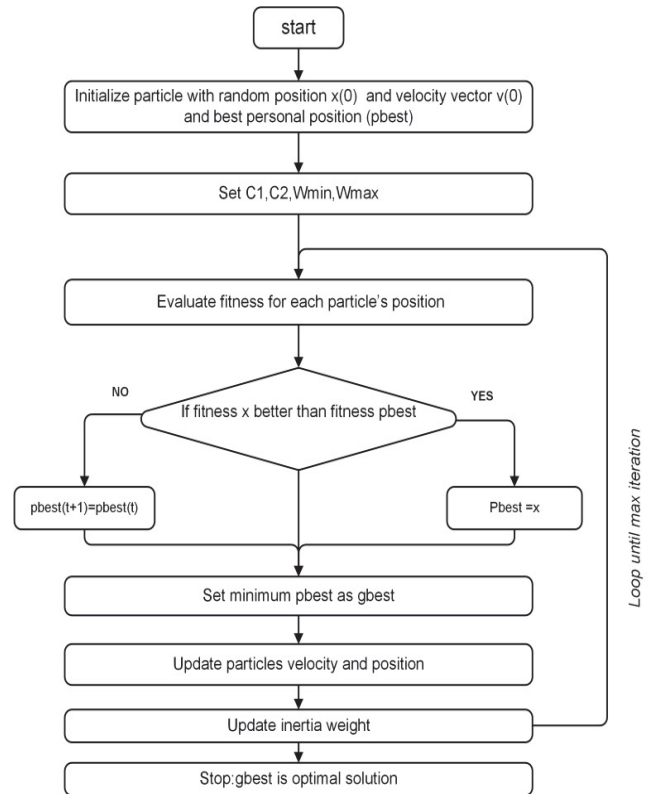 start
Initialize particle with random position x(0) and velocity vector v(0)
and best personal position (pbest)
Set C1,C2,Wmin,Wmax
Evaluate fitness for each particle's position
NO
YES
If fitness x better than fitness pbest
pbest(t+1)=pbest(t)
Pbest =x
Loop until max iteration
Set minimum pbest as gbest
Update particles velocity and position
Update inertia weight
Stop:gbest is optimal solution